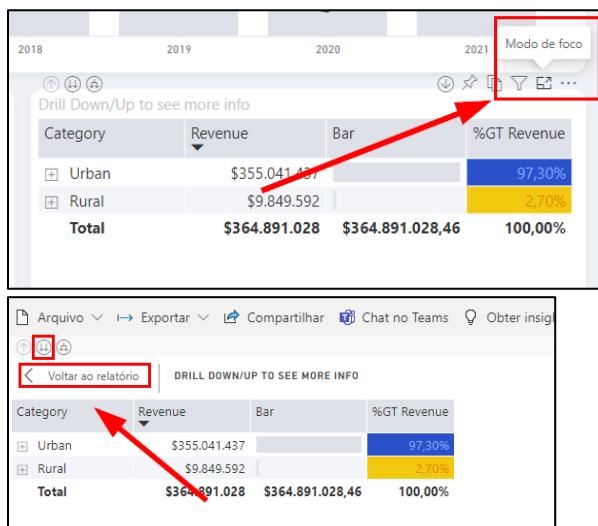 2018 2019 2020 2021
Modo de foco
Drill Down/Up to see more info
Category Revenue Bar %GT Revenue
Urban $355.041.437 97,30%
Rural $9.849.592 2,70%
Total $364.891.028 $364.891.028,46 100,00%
Arquivo Exportar Compartilhar Chat no Teams Obter insig
Voltar ao relatório DRILL DOWN/UP TO SEE MORE INFO
Category Revenue Bar %GT Revenue
Urban $355.041.437 97,30%
Rural $9.849.592 2,70%
Total $364.891.028 $364.891.028,46 100,00%